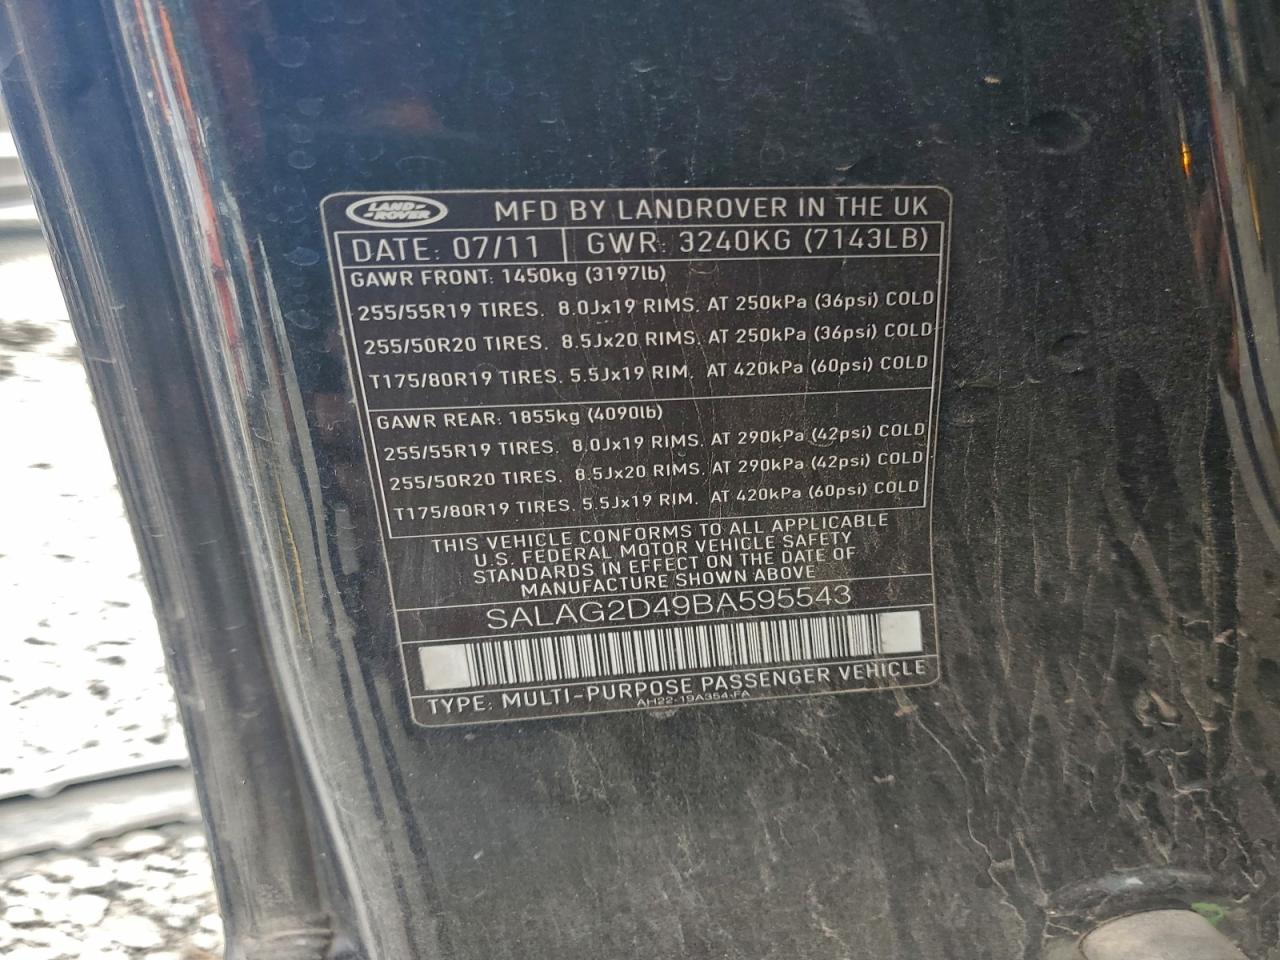 LAND ROVER MFD BY LANDROVER IN THE UK
DATE: 07/11 GWR: 3240KG (7143LB)
GAWR FRONT: 1450kg (3197lb)
255/55R19 TIRES. 8.0Jx19 RIMS. AT 250kPa (36psi) COLD
255/50R20 TIRES. 8.5Jx20 RIMS. AT 250kPa (36psi) COLD
T175/80R19 TIRES. 5.5Jx19 RIM. AT 420kPa (60psi) COLD
GAWR REAR: 1855kg (4090lb)
255/55R19 TIRES. 8.0Jx19 RIMS. AT 290kPa (42psi) COLD
255/50R20 TIRES. 8.5Jx20 RIMS. AT 290kPa (42psi) COLD
T175/80R19 TIRES. 5.5Jx19 RIM. AT 420kPa (60psi) COLD
THIS VEHICLE CONFORMS TO ALL APPLICABLE
U.S. FEDERAL MOTOR VEHICLE SAFETY
STANDARDS IN EFFECT ON THE DATE OF
MANUFACTURE SHOWN ABOVE
SALAG2D49BA595543
TYPE: MULTI-PURPOSE PASSENGER VEHICLE
AH22-19A354-FA